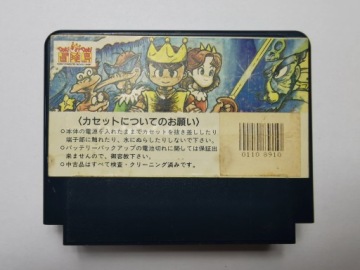 冒険島
〈カセットについてのお願い〉
○本体の電源を入れたままでカセットを抜き差ししたり
端子部に触れたり、水にぬらしたりしないで下さい。
○バッテリーバックアップの電池切れに関しては保証出
来ませんので、御容赦下さい。
○中古品はすべて検査・クリーニング済みです。
0110 6910